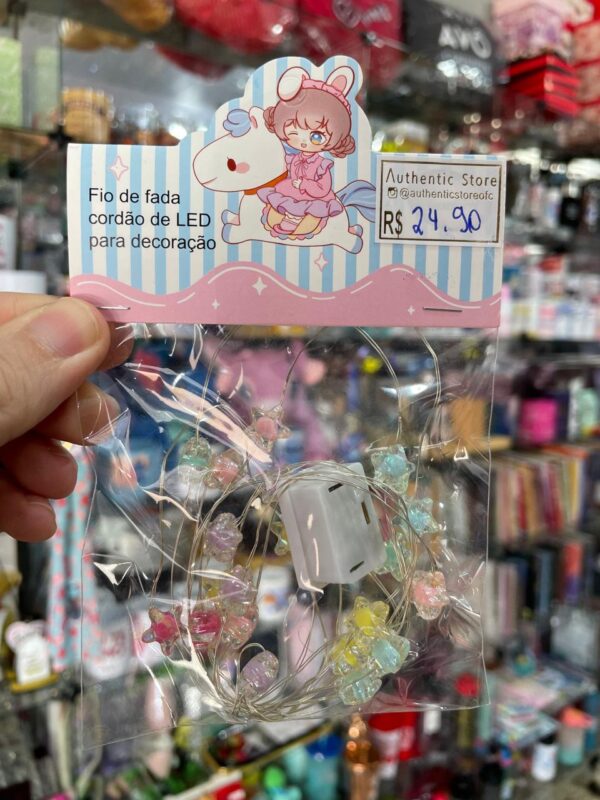 Fio de fada
cordão de LED
para decoração
Authentic Store
@authenticstoreofc
R$ 24.90